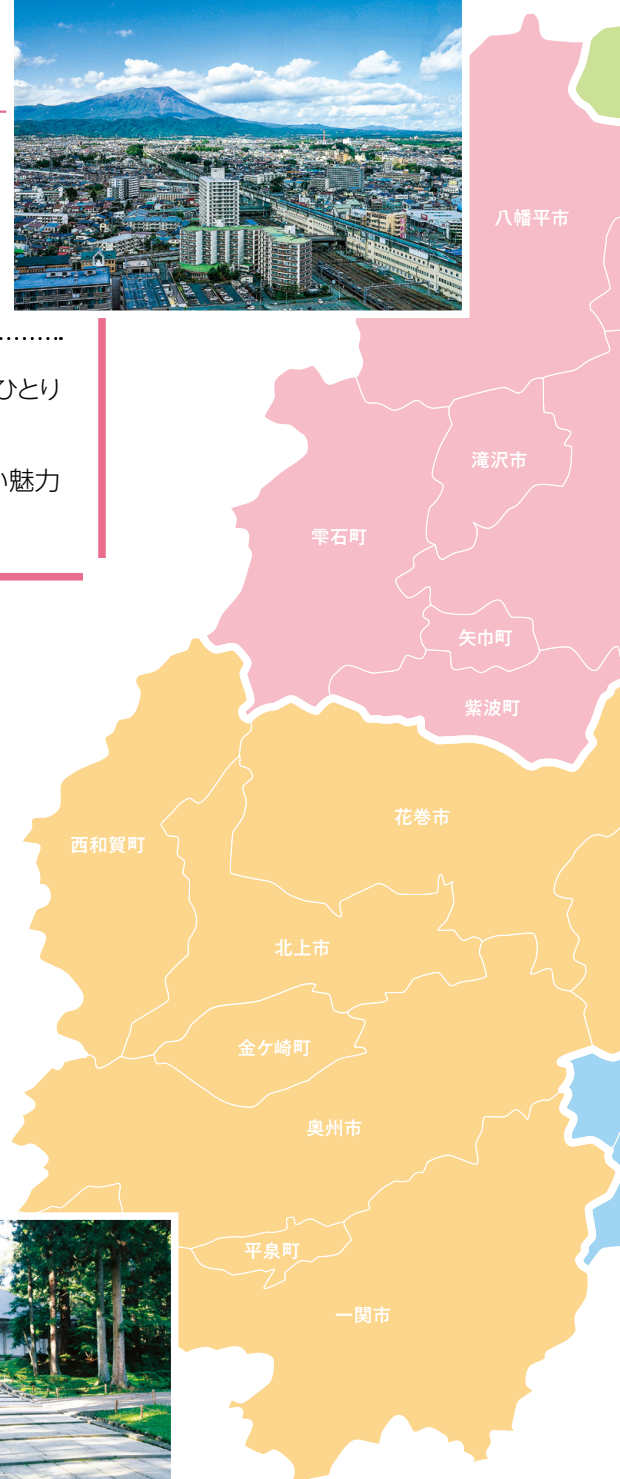 ひとり
い魅力
八幡平市
滝沢市
雫石町
矢巾町
紫波町
花巻市
西和賀町
北上市
金ケ崎町
奥州市
平泉町
一関市